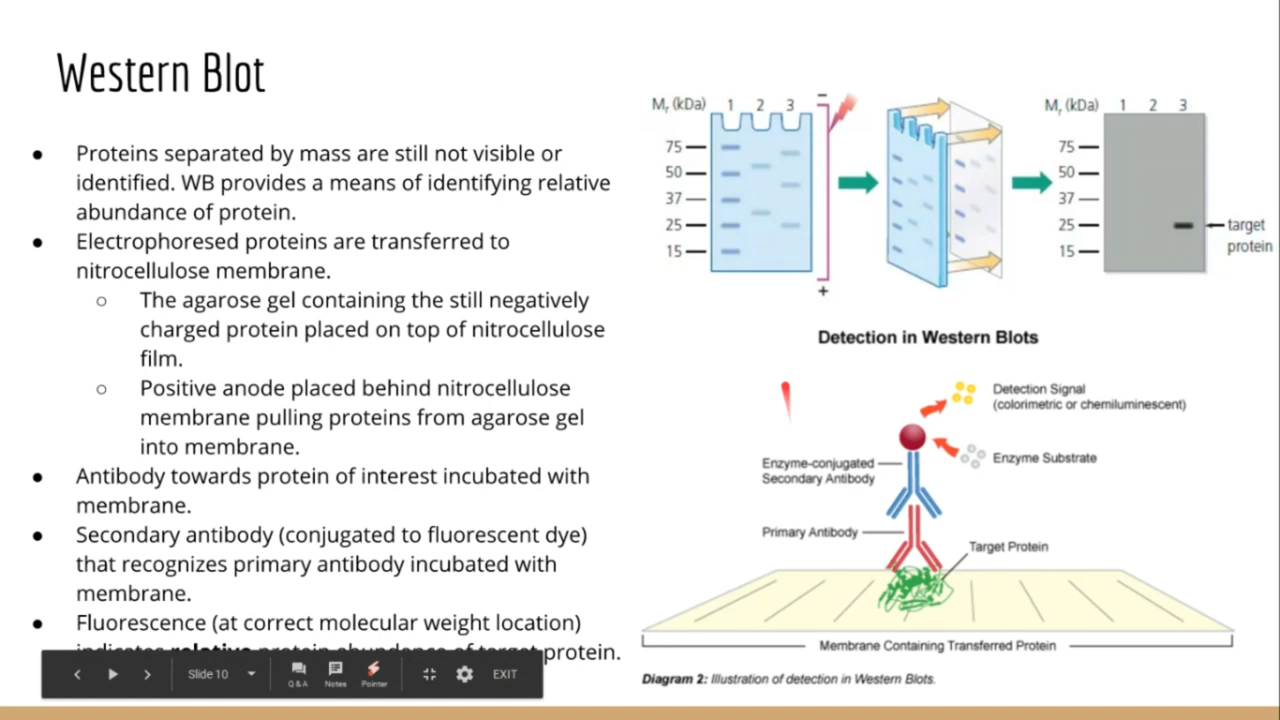 Western Blot
● Proteins separated by mass are still not visible or
identified. WB provides a means of identifying relative
abundance of protein.
● Electrophoresed proteins are transferred to
nitrocellulose membrane.
○ The agarose gel containing the still negatively
charged protein placed on top of nitrocellulose
film.
○ Positive anode placed behind nitrocellulose
membrane pulling proteins from agarose gel
into membrane.
● Antibody towards protein of interest incubated with
membrane.
● Secondary antibody (conjugated to fluorescent dye)
that recognizes primary antibody incubated with
membrane.
● Fluorescence (at correct molecular weight location)
indicates relative protein abundance of target protein.
Slide 10
Q & A
Notes
Pointer
EXIT
Mr (kDa) 1 2 3
−
75
50
37
25
15
+
Mr (kDa) 1 2 3
75
50
37
25
15
target
protein
Detection in Western Blots
Detection Signal
(colorimetric or chemiluminescent)
Enzyme Substrate
Enzyme-conjugated
Secondary Antibody
Primary Antibody
Target Protein
Membrane Containing Transferred Protein
Diagram 2: Illustration of detection in Western Blots.